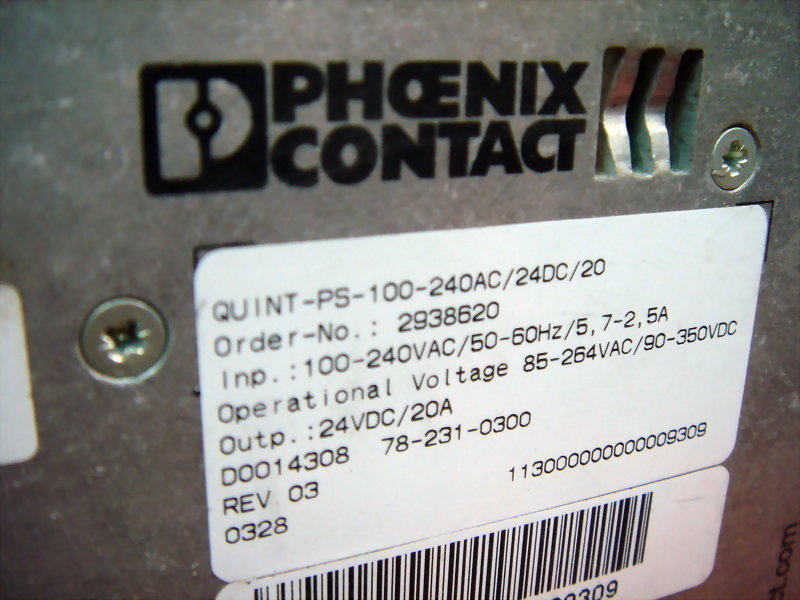 PHŒNIX
CONTACT
QUINT-PS-100-240AC/24DC/20
Order-No.: 2938620
Inp.:100-240VAC/50-60Hz/5,7-2,5A
Operational Voltage 85-264VAC/90-350VDC
Outp.:24VDC/20A
D0014308 78-231-0300
REV 03
0328
113000000000009309